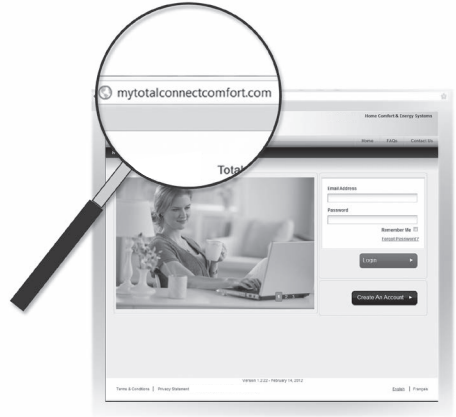 mytotalconnectcomfort.com
Home Comfort & Energy Systems
Home FAQs Contact Us
Total
Email Address
Password
Remember Me
Forgot Password?
Login
Create An Account
Version 1.3.22 - February 14, 2012
Terms & Conditions | Privacy Statement
English | Français